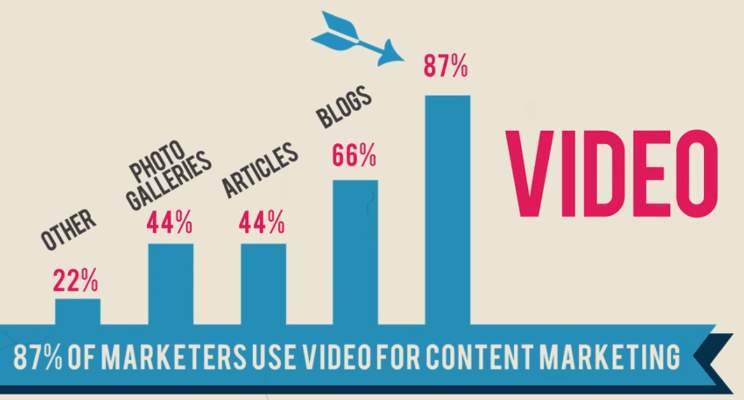 87%
BLOGS
66%
VIDEO
PHOTO
GALLERIES
ARTICLES
44%
44%
OTHER
22%
87% OF MARKETERS USE VIDEO FOR CONTENT MARKETING